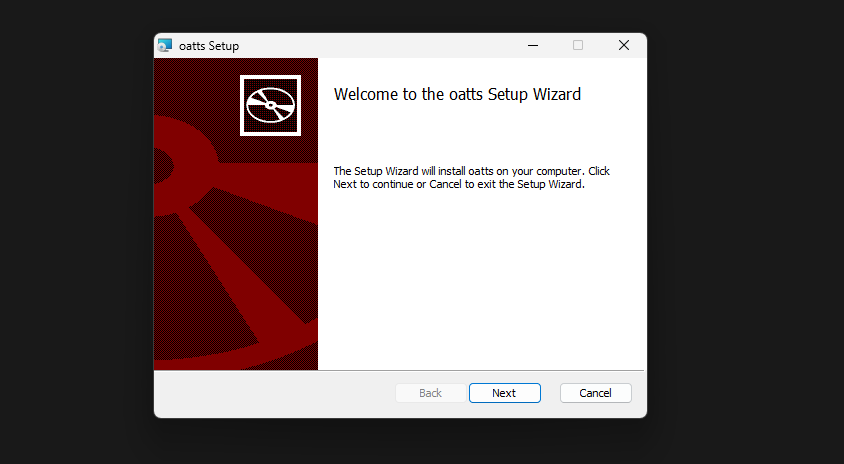 oatts Setup
Welcome to the oatts Setup Wizard
The Setup Wizard will install oatts on your computer. Click
Next to continue or Cancel to exit the Setup Wizard.
Back Next Cancel